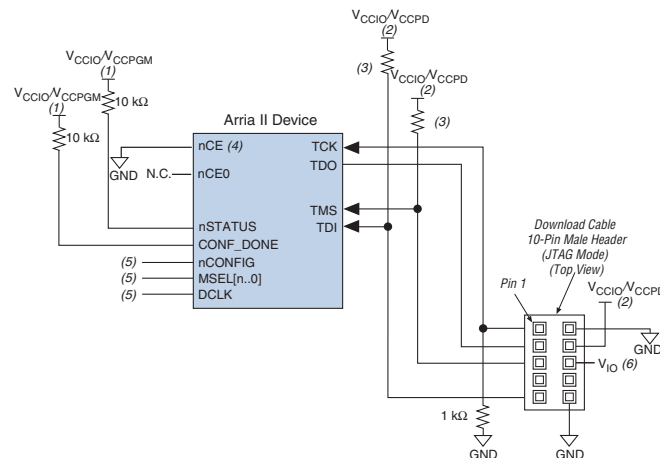 VCCIO/VCCPD
(2)
(3)
VCCIO/VCCPGM
(1)
VCCIO/VCCPD
(2)
VCCIO/VCCPGM
(1)
10 kΩ
(3)
10 kΩ
Arria II Device
nCE (4)
TCK
GND
TDO
N.C.
nCE0
TMS
nSTATUS
TDI
CONF_DONE
(5)
nCONFIG
(5)
MSEL[n..0]
(5)
DCLK
Download Cable
10-Pin Male Header
(JTAG Mode)
(Top View)
Pin 1
VCCIO/VCCPD
(2)
GND
VIO (6)
1 kΩ
GND
GND